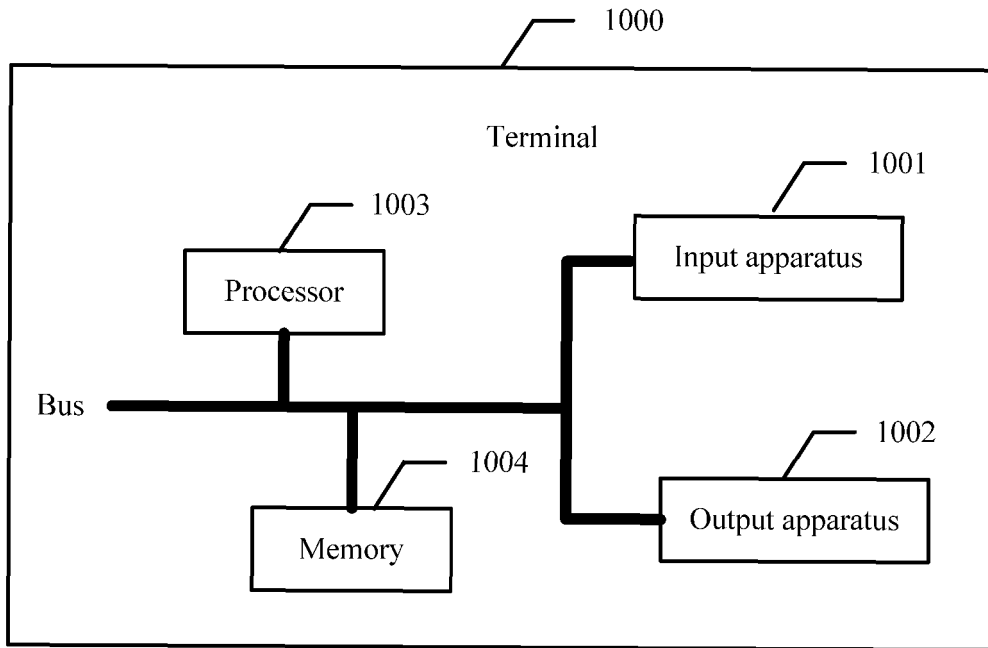 1000
Terminal
1001
1003
Input apparatus
Processor
Bus
1002
1004
Output apparatus
Memory